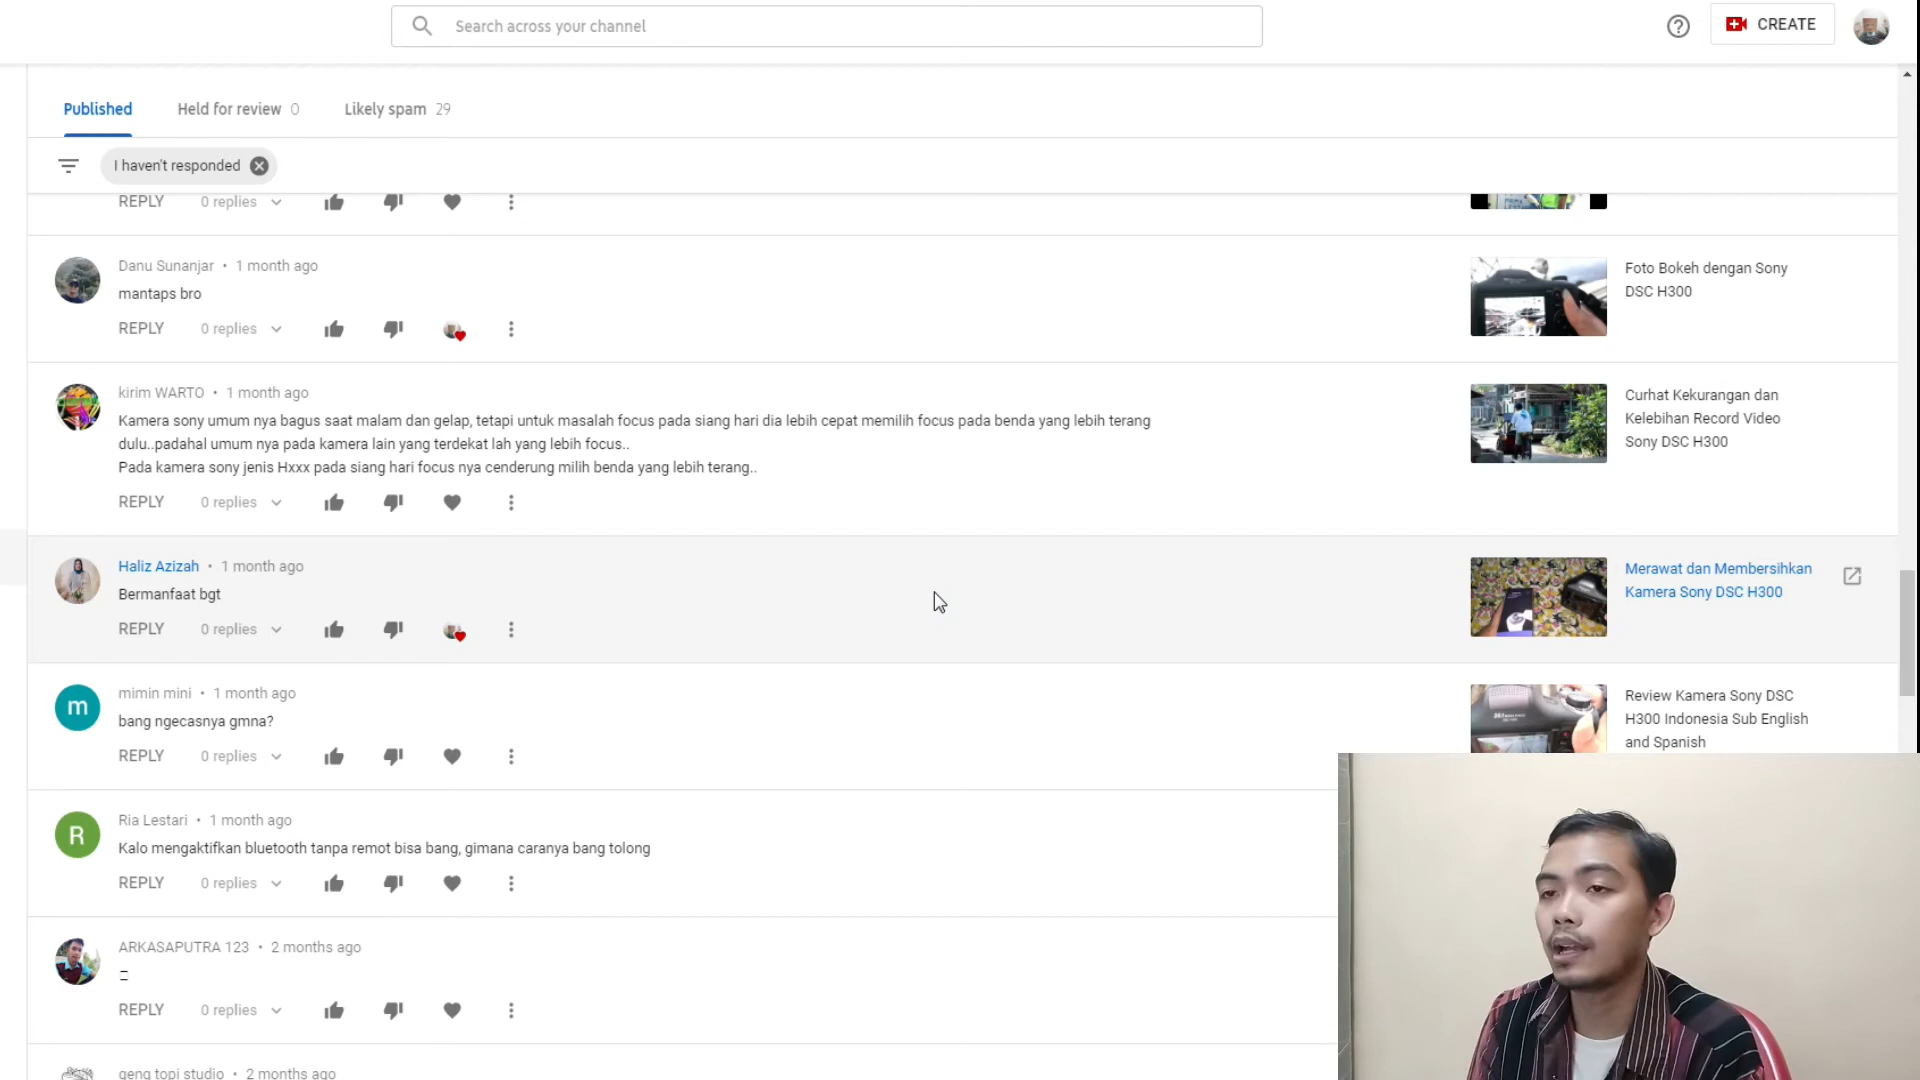 Search across your channel
CREATE
Published
Held for review 0
Likely spam 29
I haven't responded
REPLY 0 replies
Danu Sunanjar • 1 month ago
mantaps bro
REPLY 0 replies
Foto Bokeh dengan Sony
DSC H300
kirim WARTO • 1 month ago
Kamera sony umum nya bagus saat malam dan gelap, tetapi untuk masalah focus pada siang hari dia lebih cepat memilih focus pada benda yang lebih terang
dulu..padahal umum nya pada kamera lain yang terdekat lah yang lebih focus..
Pada kamera sony jenis Hxxx pada siang hari focus nya cenderung milih benda yang lebih terang..
REPLY 0 replies
Curhat Kekurangan dan
Kelebihan Record Video
Sony DSC H300
Haliz Azizah • 1 month ago
Bermanfaat bgt
REPLY 0 replies
Merawat dan Membersihkan
Kamera Sony DSC H300
m
mimin mini • 1 month ago
bang ngecasnya gmna?
REPLY 0 replies
Review Kamera Sony DSC
H300 Indonesia Sub English
and Spanish
R
Ria Lestari • 1 month ago
Kalo mengaktifkan bluetooth tanpa remot bisa bang, gimana caranya bang tolong
REPLY 0 replies
ARKASAPUTRA 123 • 2 months ago
REPLY 0 replies
geng topi studio • 2 months ago